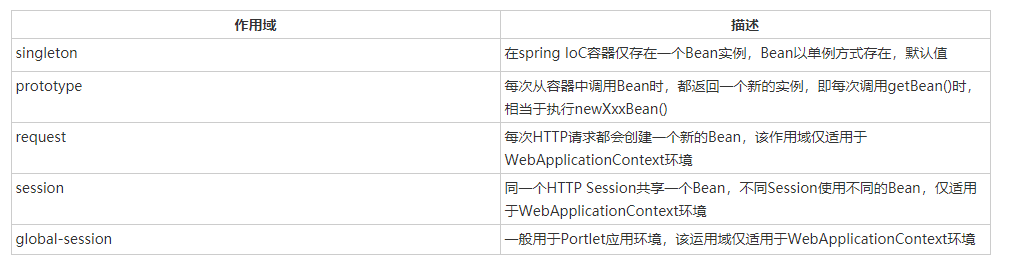 作用域 描述
singleton 在spring IoC容器仅存在一个Bean实例，Bean以单例方式存在，默认值
prototype 每次从容器中调用Bean时，都返回一个新的实例，即每次调用getBean()时，
相当于执行newXxxBean()
request 每次HTTP请求都会创建一个新的Bean，该作用域仅适用于
WebApplicationContext环境
session 同一个HTTP Session共享一个Bean，不同Session使用不同的Bean，仅适用
于WebApplicationContext环境
global-session 一般用于Portlet应用环境，该运用域仅适用于WebApplicationContext环境